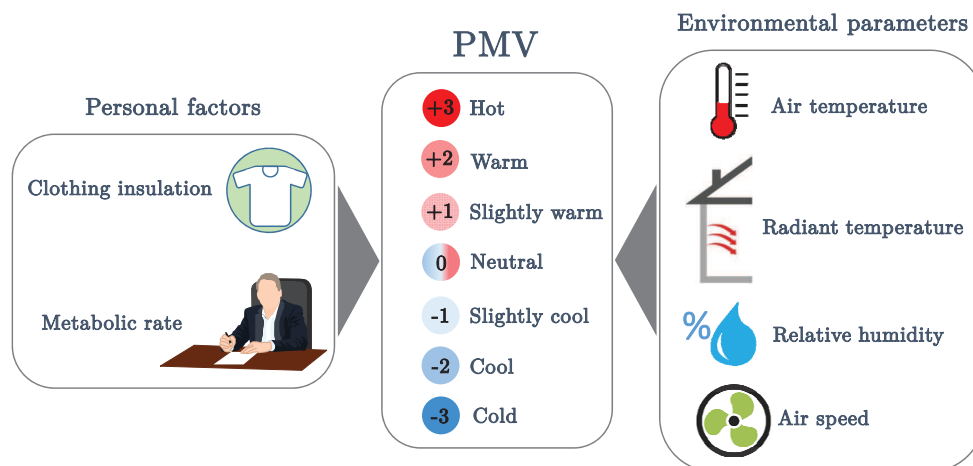 Personal factors
Clothing insulation
Metabolic rate
PMV
+3 Hot
+2 Warm
+1 Slightly warm
0 Neutral
-1 Slightly cool
-2 Cool
-3 Cold
Environmental parameters
Air temperature
Radiant temperature
% Relative humidity
Air speed